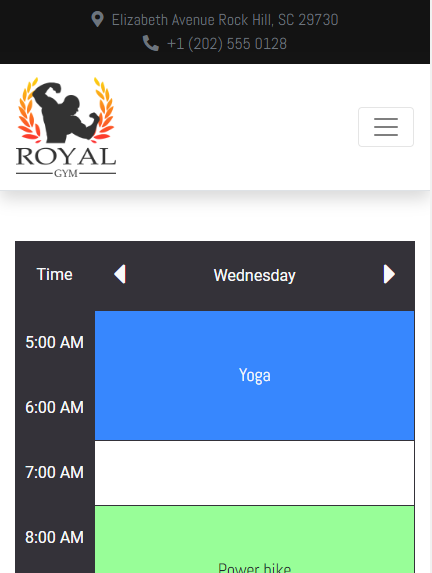 Elizabeth Avenue Rock Hill, SC 29730
+1 (202) 555 0128
ROYAL
GYM
Time
Wednesday
5:00 AM
Yoga
6:00 AM
7:00 AM
8:00 AM
Power bike